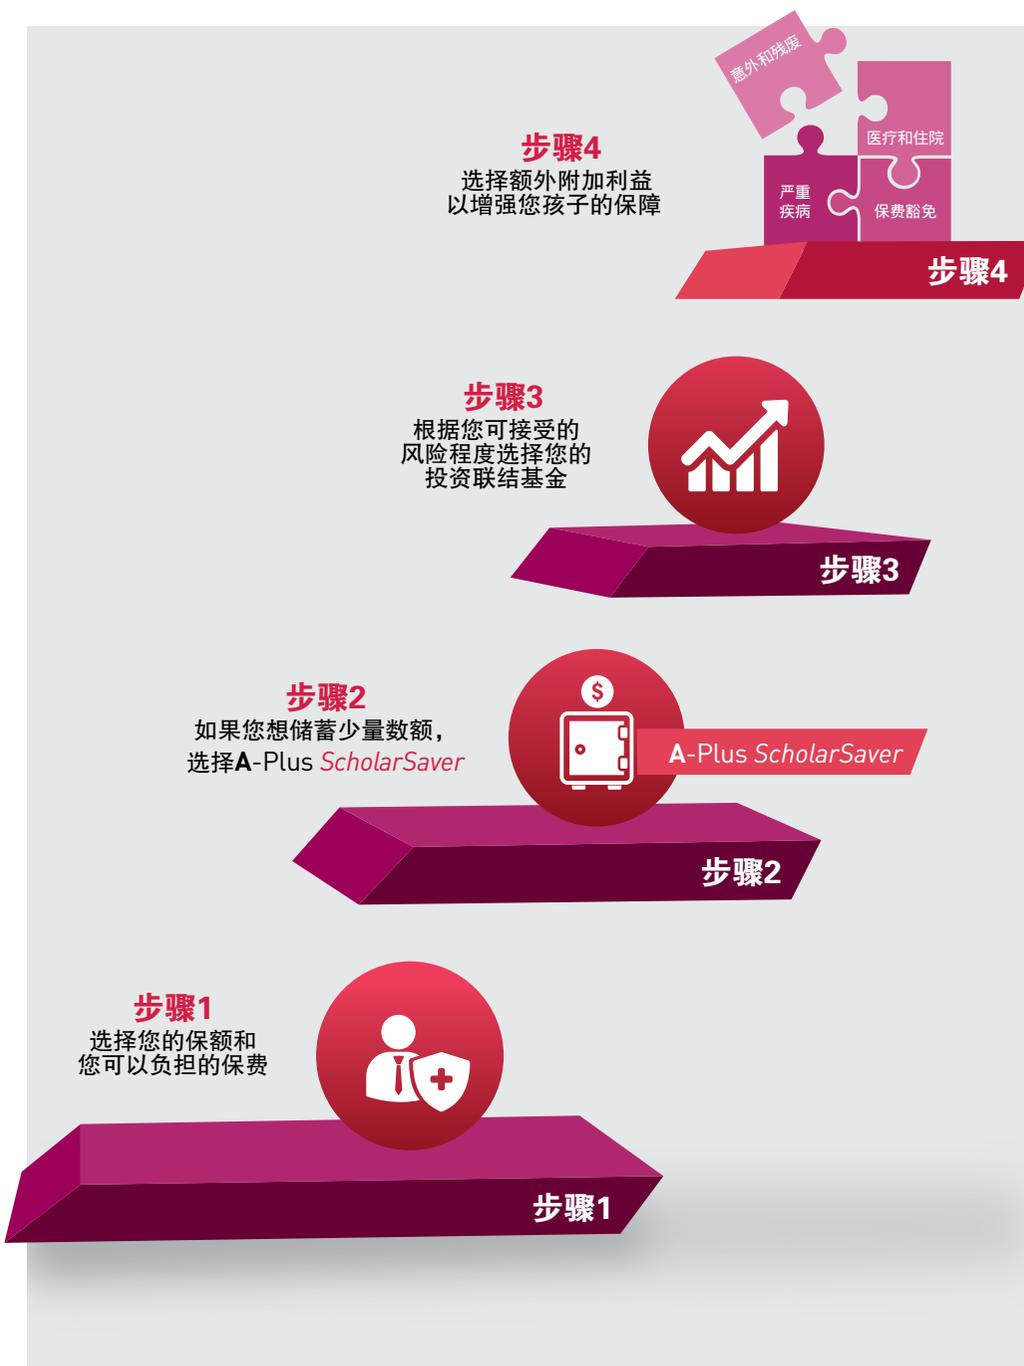 意外和残废
医疗和住院
严重
疾病
保费豁免
步骤4
选择额外附加利益
以增强您孩子的保障
步骤4
步骤3
根据您可接受的
风险程度选择您的
投资联结基金
步骤3
步骤2
如果您想储蓄少量数额，
选择A-Plus ScholarSaver
A-Plus ScholarSaver
步骤2
步骤1
选择您的保额和
您可以负担的保费
步骤1